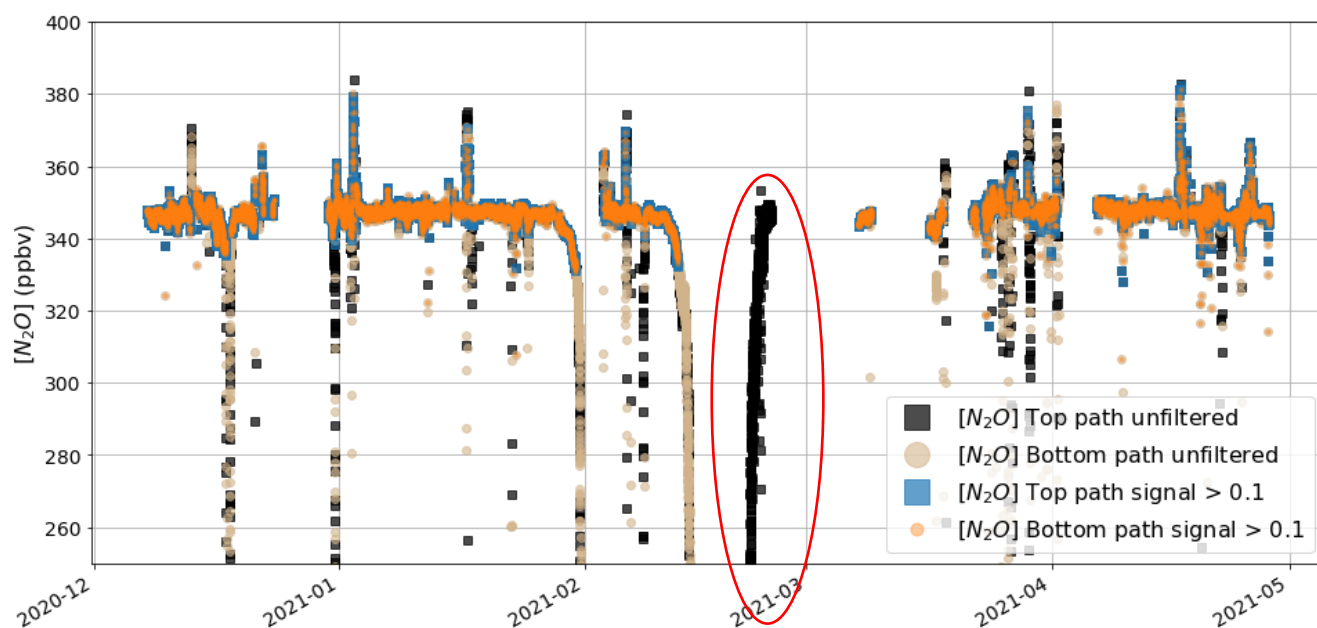 400
380
360
340
320
300
280
260
[N₂O] (ppbv)
2020-12
2021-01
2021-02
2021-03
2021-04
2021-05
[N₂O] Top path unfiltered
[N₂O] Bottom path unfiltered
[N₂O] Top path signal > 0.1
[N₂O] Bottom path signal > 0.1